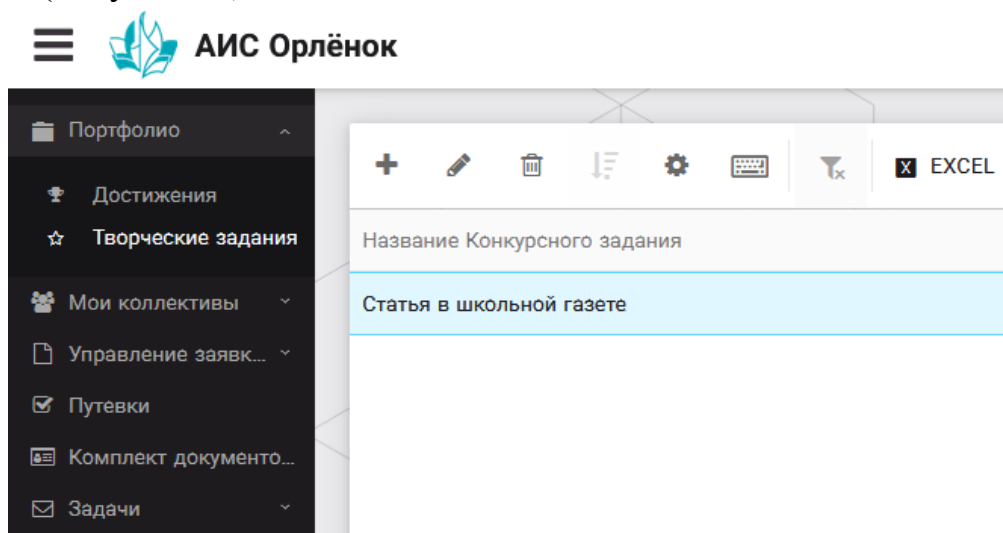 АИС Орлёнок
Портфолио
Достижения
Творческие задания
Мои коллективы
Управление заявк...
Путевки
Комплект документо...
Задачи
X EXCEL
Название Конкурсного задания
Статья в школьной газете